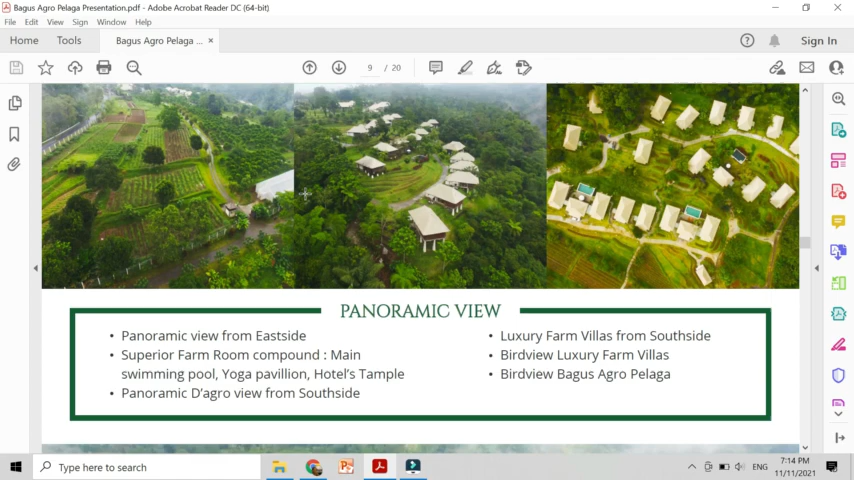 Bagus Agro Pelaga Presentation.pdf - Adobe Acrobat Reader DC (64-bit)
File Edit View Sign Window Help
Home Tools Bagus Agro Pelaga ... × Sign In
9 / 20
PANORAMIC VIEW
• Panoramic view from Eastside
• Superior Farm Room compound : Main
swimming pool, Yoga pavillion, Hotel's Tample
• Panoramic D'agro view from Southside
• Luxury Farm Villas from Southside
• Birdview Luxury Farm Villas
• Birdview Bagus Agro Pelaga
Type here to search
ENG
7:14 PM
11/11/2021